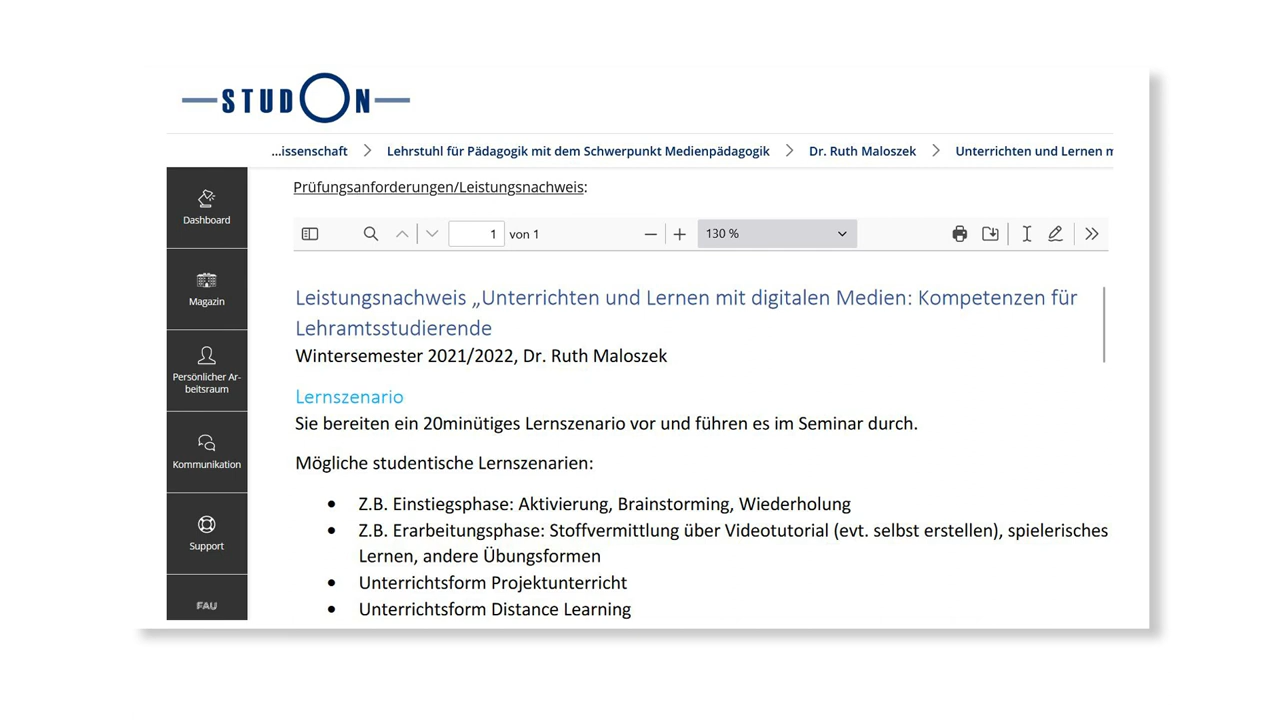 STUDON
...issenschaft > Lehrstuhl für Pädagogik mit dem Schwerpunkt Medienpädagogik > Dr. Ruth Maloszek > Unterrichten und Lernen m
Dashboard
Magazin
Persönlicher Ar-
beitsraum
Kommunikation
Support
FAU
Prüfungsanforderungen/Leistungsnachweis:
1 von 1
130 %
Leistungsnachweis „Unterrichten und Lernen mit digitalen Medien: Kompetenzen für
Lehramtsstudierende
Wintersemester 2021/2022, Dr. Ruth Maloszek
Lernszenario
Sie bereiten ein 20minütiges Lernszenario vor und führen es im Seminar durch.
Mögliche studentische Lernszenarien:
• Z.B. Einstiegsphase: Aktivierung, Brainstorming, Wiederholung
• Z.B. Erarbeitungsphase: Stoffvermittlung über Videotutorial (evt. selbst erstellen), spielerisches
Lernen, andere Übungsformen
• Unterrichtsform Projektunterricht
• Unterrichtsform Distance Learning